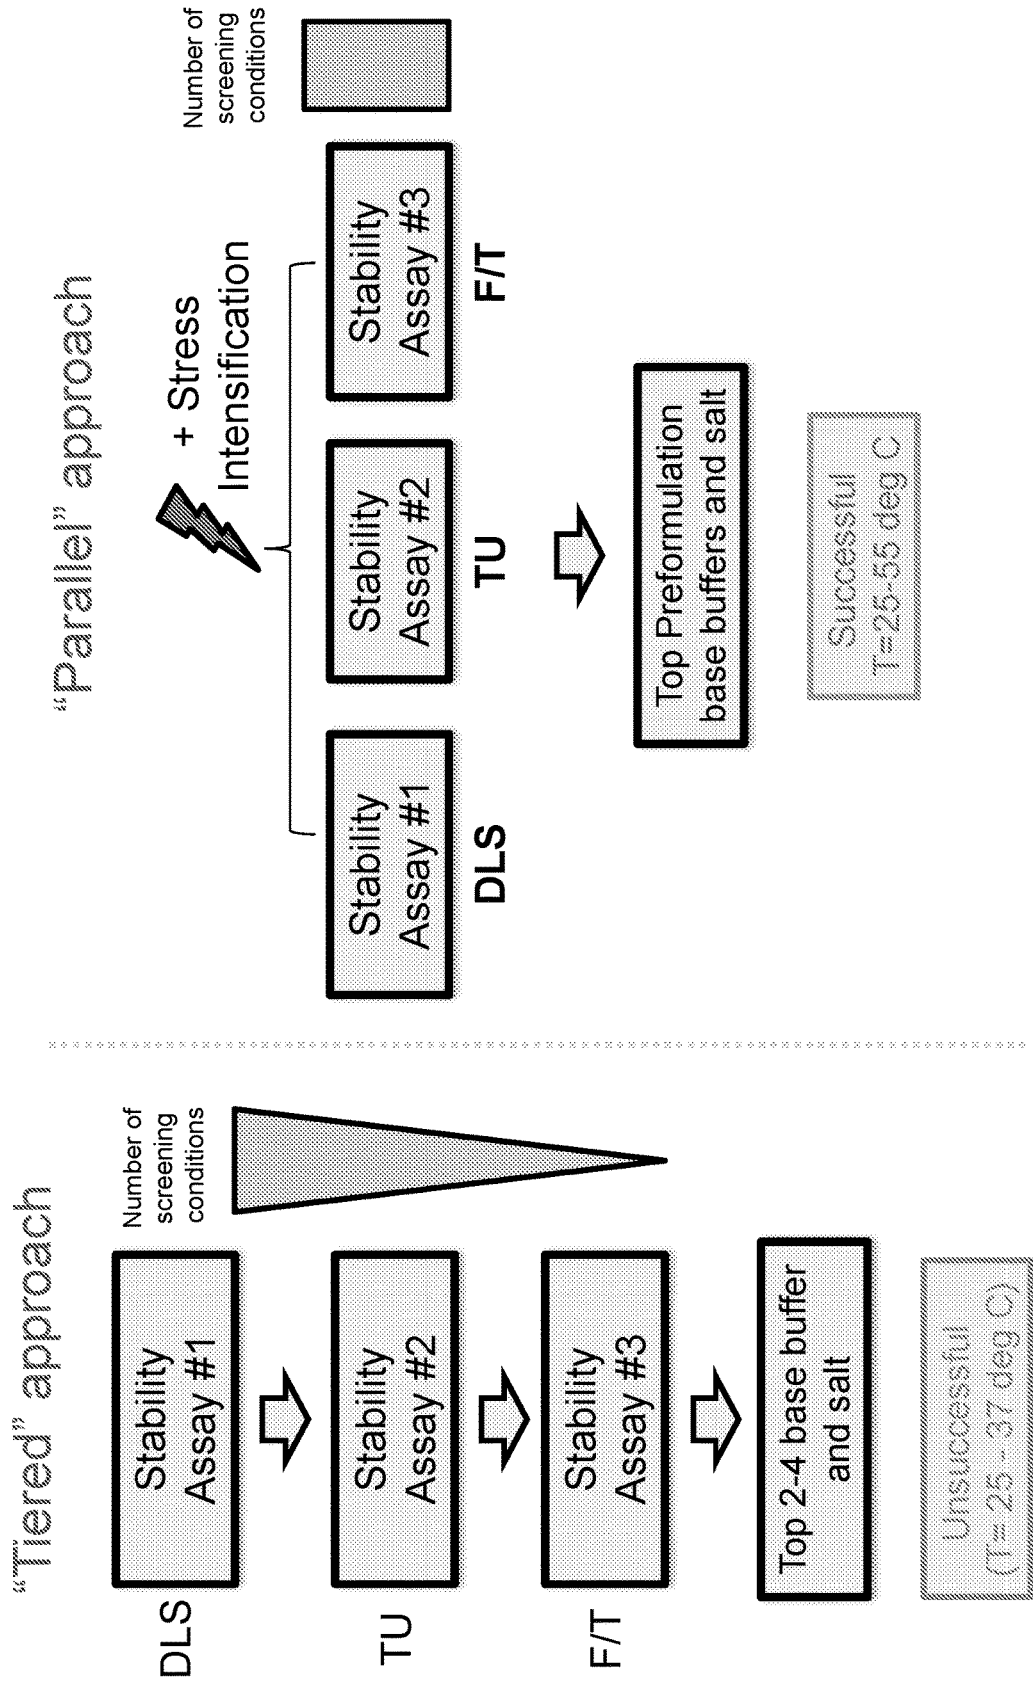 “Tiered” approach
Number of
screening
conditions
DLS
Stability
Assay #1
TU
Stability
Assay #2
F/T
Stability
Assay #3
Top 2-4 base buffer
and salt
Unsuccessful
(T= 25 - 37 deg C)
“Parallel” approach
+ Stress
Intensification
Number of
screening
conditions
Stability
Assay #1
DLS
Stability
Assay #2
TU
Stability
Assay #3
F/T
Top Preformulation
base buffers and salt
Successful
T=25-55 deg C